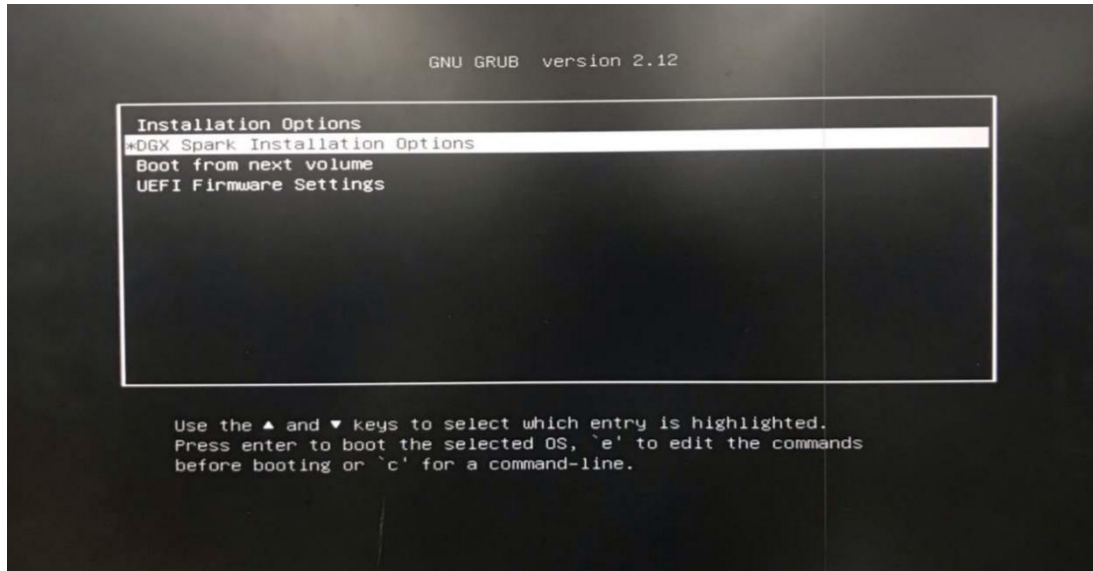 GNU GRUB version 2.12
Installation Options
*DGX Spark Installation Options
Boot from next volume
UEFI Firmware Settings
Use the ▲ and ▼ keys to select which entry is highlighted.
Press enter to boot the selected OS, `e' to edit the commands
before booting or `c' for a command-line.